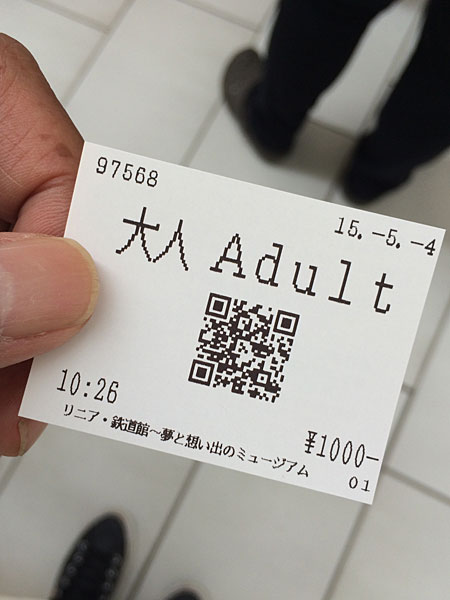 97568
15.-5.-4
大人 Adult
10:26
¥1000-
リニア・鉄道館~夢と想い出のミュージアム
01